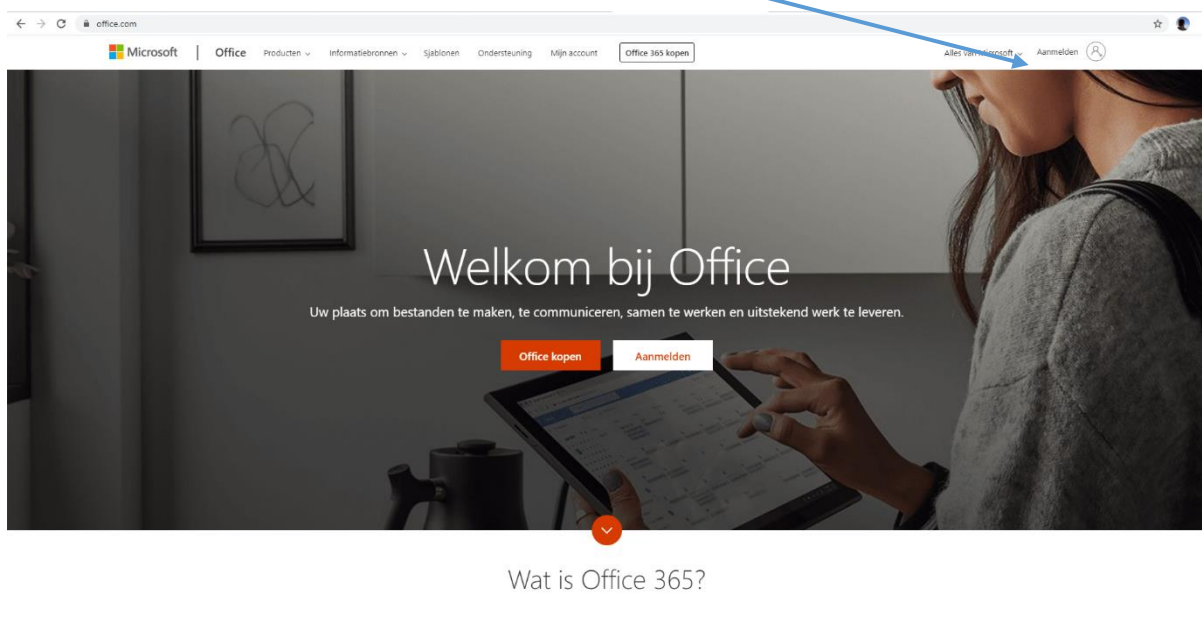 office.com
Microsoft | Office Producten Informatiebronnen Sjablonen Ondersteuning Mijn account Office 365 kopen Alles van Microsoft Aanmelden
Welkom bij Office
Uw plaats om bestanden te maken, te communiceren, samen te werken en uitstekend werk te leveren.
Office kopen Aanmelden
Wat is Office 365?